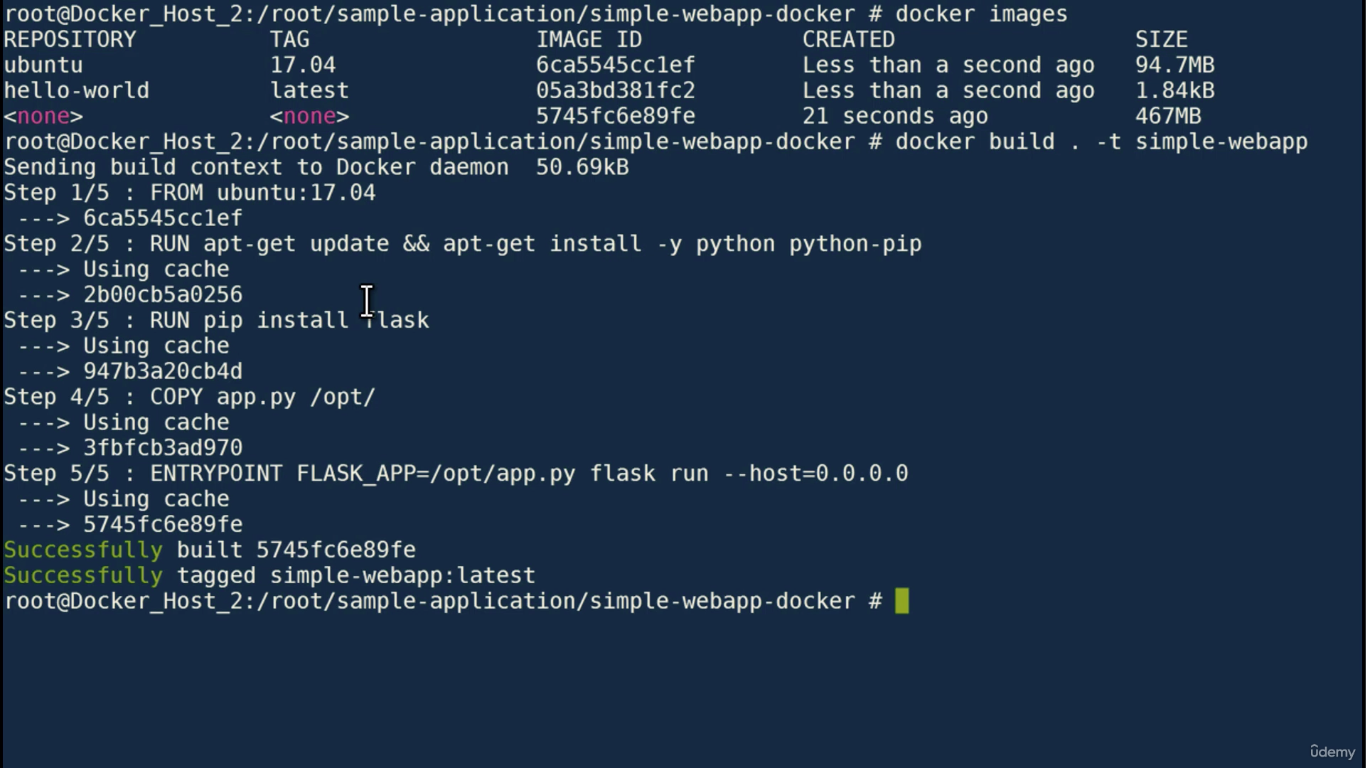 root@Docker_Host_2:/root/sample-application/simple-webapp-docker # docker images
REPOSITORY TAG IMAGE ID CREATED SIZE
ubuntu 17.04 6ca5545cc1ef Less than a second ago 94.7MB
hello-world latest 05a3bd381fc2 Less than a second ago 1.84kB
<none> <none> 5745fc6e89fe 21 seconds ago 467MB
root@Docker_Host_2:/root/sample-application/simple-webapp-docker # docker build . -t simple-webapp
Sending build context to Docker daemon 50.69kB
Step 1/5 : FROM ubuntu:17.04
---> 6ca5545cc1ef
Step 2/5 : RUN apt-get update && apt-get install -y python python-pip
---> Using cache
---> 2b00cb5a0256
Step 3/5 : RUN pip install flask
---> Using cache
---> 947b3a20cb4d
Step 4/5 : COPY app.py /opt/
---> Using cache
---> 3fbfcb3ad970
Step 5/5 : ENTRYPOINT FLASK_APP=/opt/app.py flask run --host=0.0.0.0
---> Using cache
---> 5745fc6e89fe
Successfully built 5745fc6e89fe
Successfully tagged simple-webapp:latest
root@Docker_Host_2:/root/sample-application/simple-webapp-docker #
ûdemy